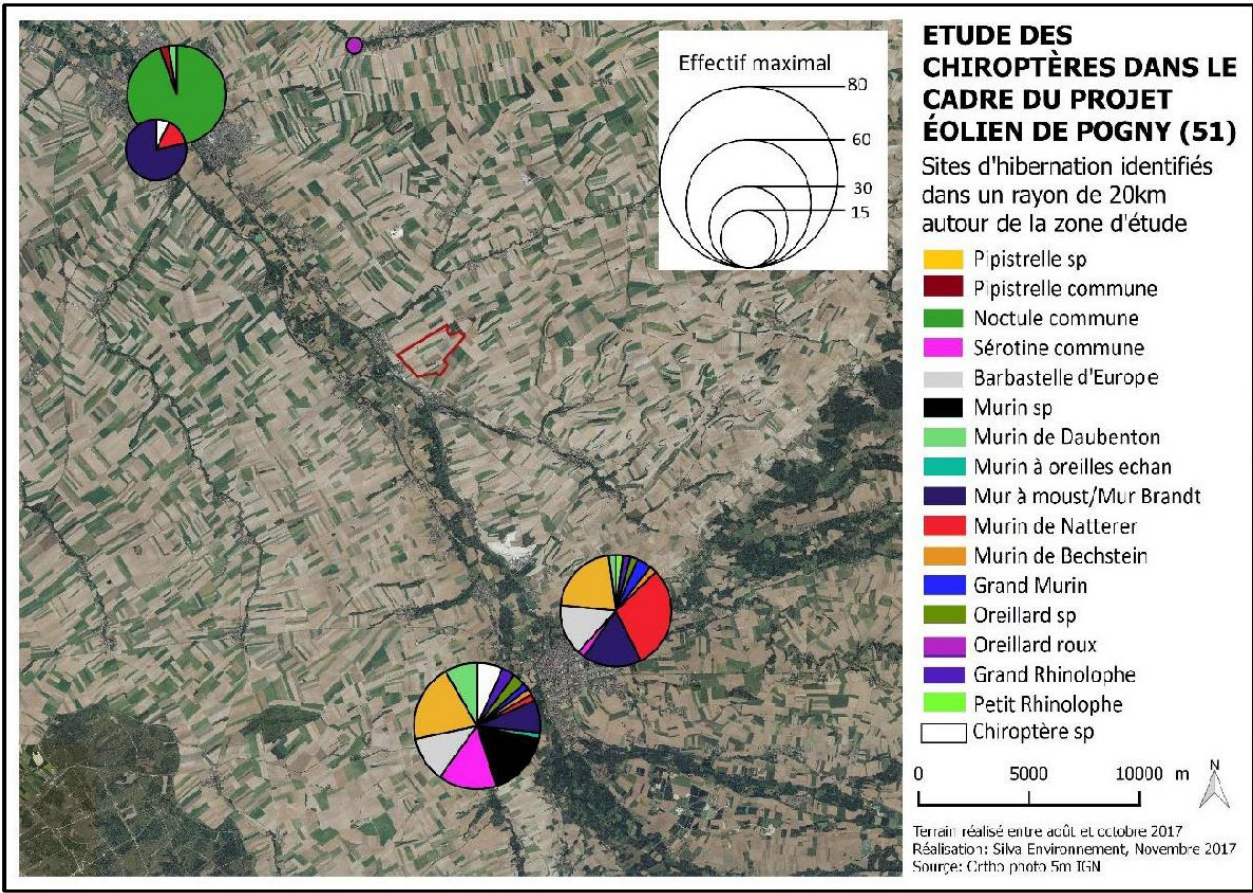 Effectif maximal
80
60
30
15
ETUDE DES
CHIROPTÈRES DANS LE
CADRE DU PROJET
ÉOLIEN DE POGNY (51)
Sites d'hibernation identifiés
dans un rayon de 20km
autour de la zone d'étude
Pipistrelle sp
Pipistrelle commune
Noctule commune
Sérotine commune
Barbastelle d'Europe
Murin sp
Murin de Daubenton
Murin à oreilles echan
Mur à moust/Mur Brandt
Murin de Natterer
Murin de Bechstein
Grand Murin
Oreillard sp
Oreillard roux
Grand Rhinolophe
Petit Rhinolophe
Chiroptère sp
0 5000 10000 m N
Terrain réalisé entre août et octobre 2017
Réalisation: Silva Environnement, Novembre 2017
Source: Ortho photo 5m IGN